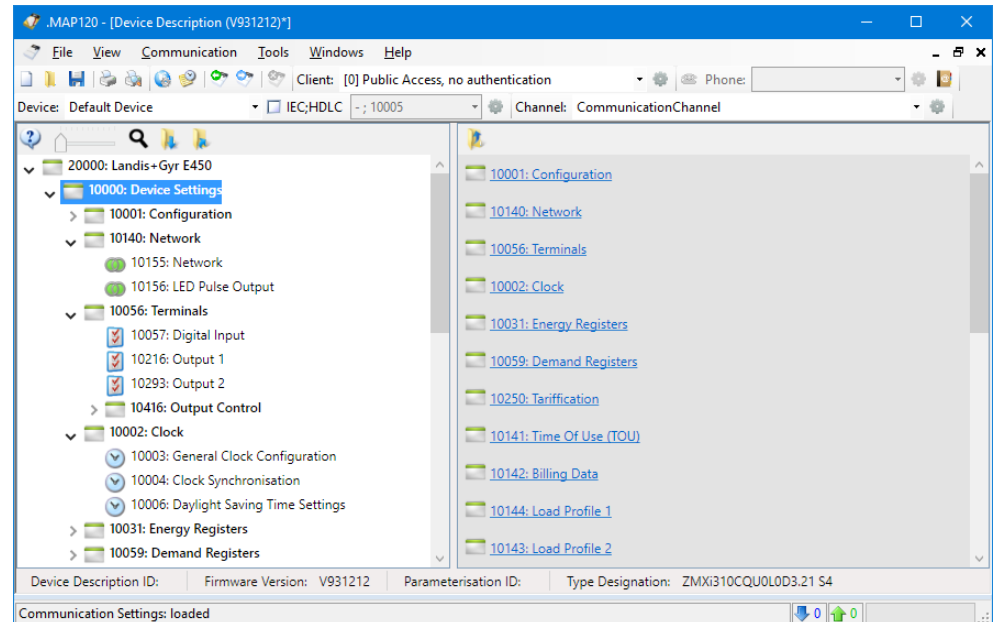 .MAP120 - [Device Description (V931212)*]
File View Communication Tools Windows Help
Client: [0] Public Access, no authentication Phone:
Device: Default Device IEC;HDLC - ; 10005 Channel: CommunicationChannel
20000: Landis+Gyr E450
10000: Device Settings
10001: Configuration
10140: Network
10155: Network
10156: LED Pulse Output
10056: Terminals
10057: Digital Input
10216: Output 1
10293: Output 2
10416: Output Control
10002: Clock
10003: General Clock Configuration
10004: Clock Synchronisation
10006: Daylight Saving Time Settings
10031: Energy Registers
10059: Demand Registers
10001: Configuration
10140: Network
10056: Terminals
10002: Clock
10031: Energy Registers
10059: Demand Registers
10250: Tariffication
10141: Time Of Use (TOU)
10142: Billing Data
10144: Load Profile 1
10143: Load Profile 2
Device Description ID: Firmware Version: V931212 Parameterisation ID: Type Designation: ZMXi310CQU0L0D3.21 S4
Communication Settings: loaded 0 0